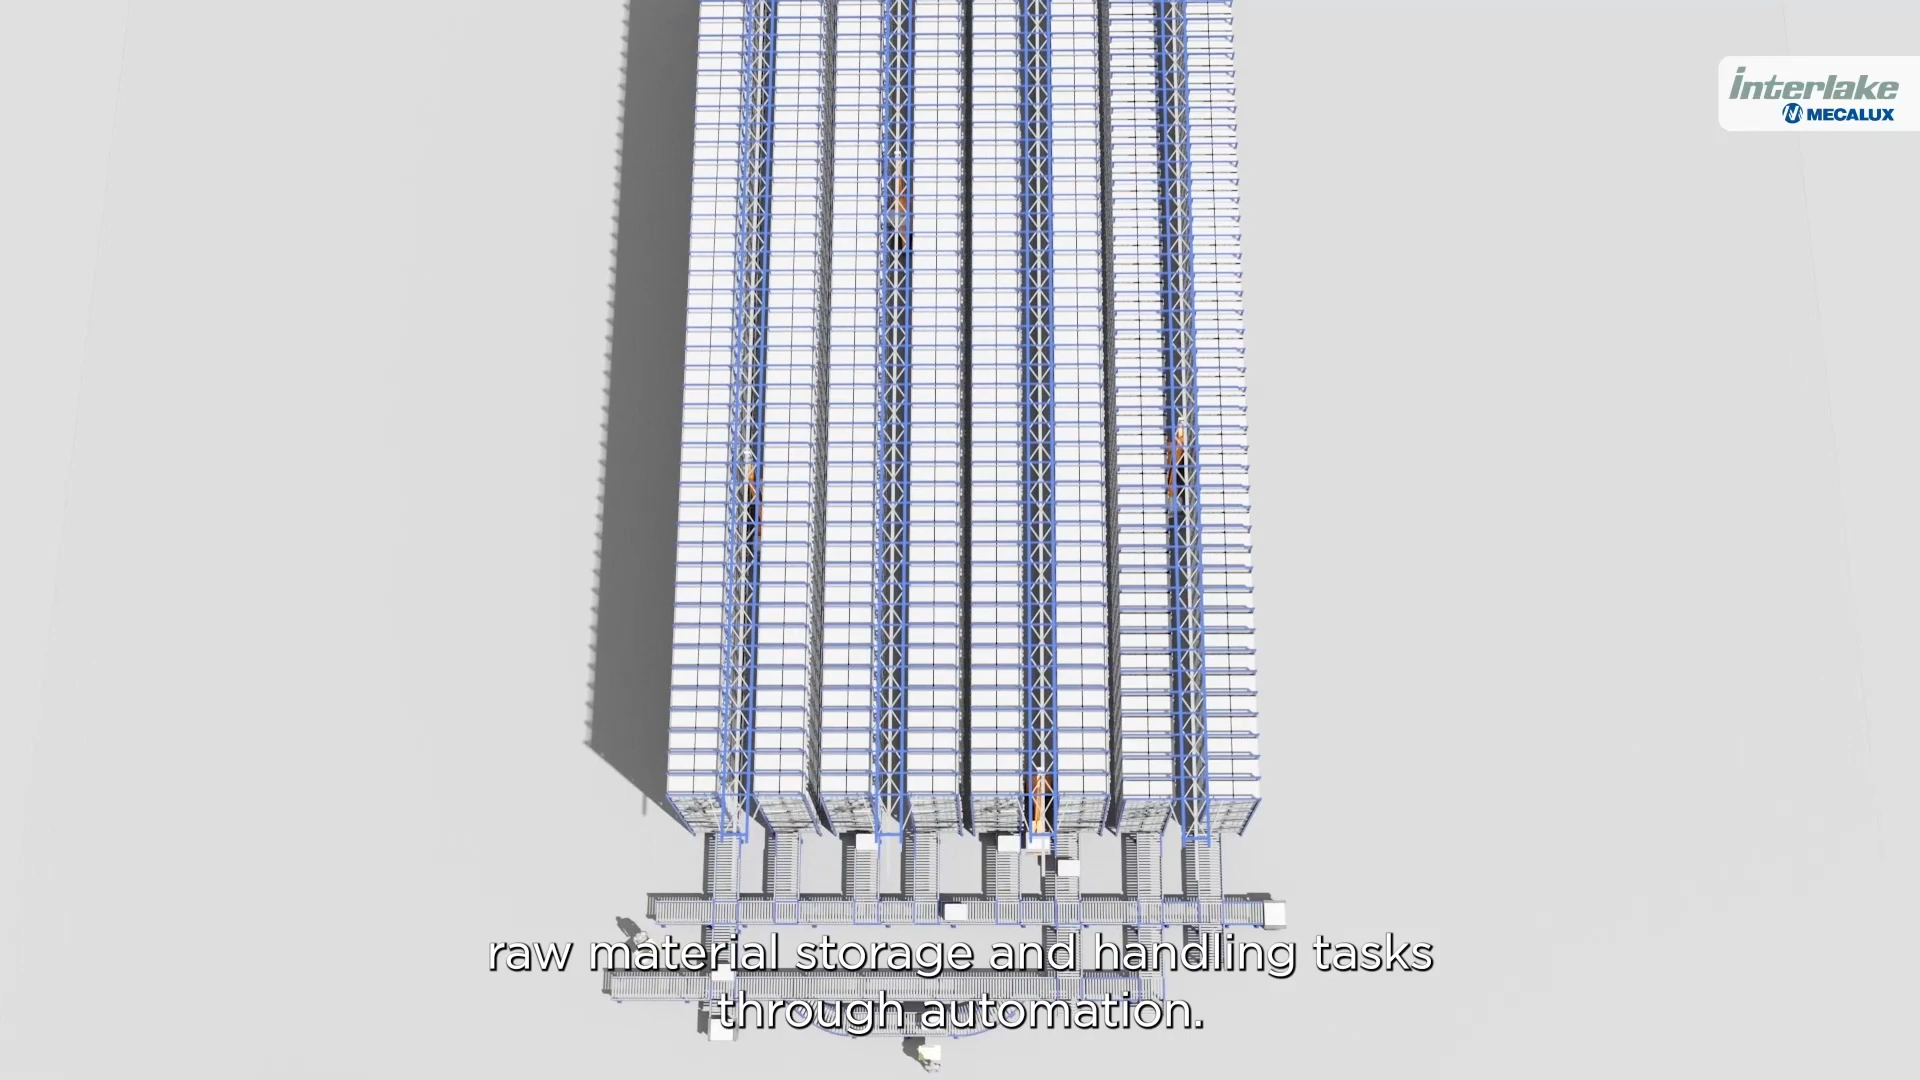 interlake
MECALUX
raw material storage and handling tasks
through automation.